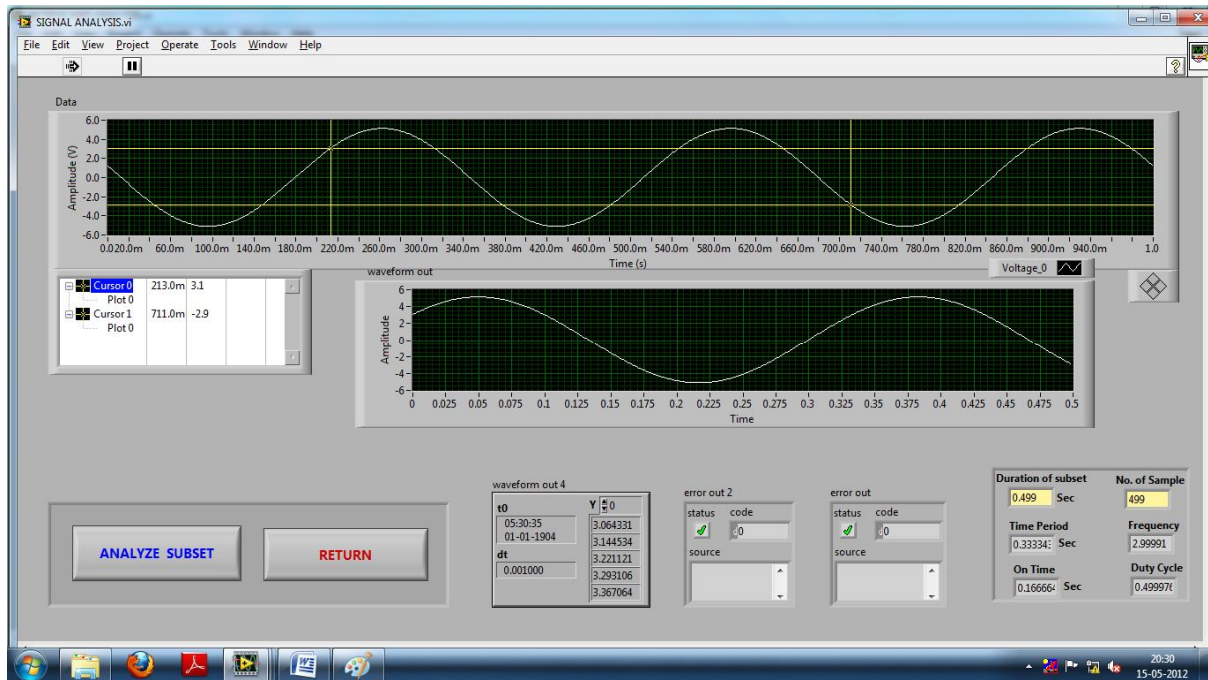 SIGNAL ANALYSIS.vi
File Edit View Project Operate Tools Window Help
Data
Amplitude (V)
6.0
4.0
2.0
0.0
-2.0
-4.0
-6.0
0.0 20.0m 60.0m 100.0m 140.0m 180.0m 220.0m 260.0m 300.0m 340.0m 380.0m 420.0m 460.0m 500.0m 540.0m 580.0m 620.0m 660.0m 700.0m 740.0m 780.0m 820.0m 860.0m 900.0m 940.0m 1.0
Time (s)
Voltage_0
Cursor 0 213.0m 3.1
Plot 0
Cursor 1 711.0m -2.9
Plot 0
waveform out
Amplitude
6
4
2
0
-2
-4
-6
0 0.025 0.05 0.075 0.1 0.125 0.15 0.175 0.2 0.225 0.25 0.275 0.3 0.325 0.35 0.375 0.4 0.425 0.45 0.475 0.5
Time
ANALYZE SUBSET
RETURN
waveform out 4
t0
05:30:35
01-01-1904
dt
0.001000
Y 0
3.064331
3.144534
3.221121
3.293106
3.367064
error out 2
status code
d0
source
error out
status code
d0
source
Duration of subset
0.499 Sec
No. of Sample
499
Time Period
0.33334 Sec
Frequency
2.99991
On Time
0.16666 Sec
Duty Cycle
0.49997
20:30
15-05-2012